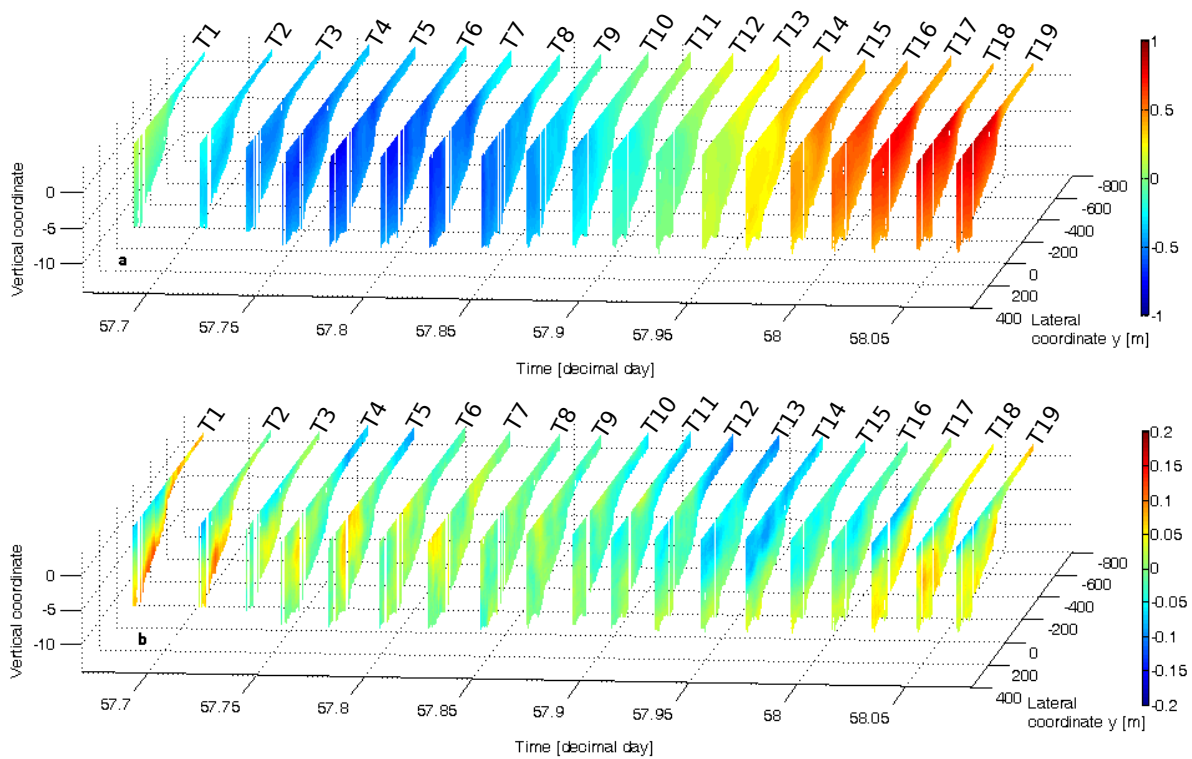 T1 T2 T3 T4 T5 T6 T7 T8 T9 T10 T11 T12 T13 T14 T15 T16 T17 T18 T19
1
0.5
0
-0.5
-1
Vertical coordinate
0
-5
-10
a
-800
-600
-400
-200
0
200
400
Lateral
coordinate y [m]
57.7 57.75 57.8 57.85 57.9 57.95 58 58.05
Time [decimal day]
T1 T2 T3 T4 T5 T6 T7 T8 T9 T10 T11 T12 T13 T14 T15 T16 T17 T18 T19
0.2
0.15
0.1
0.05
0
-0.05
-0.1
-0.15
-0.2
Vertical coordinate
0
-5
-10
b
-800
-600
-400
-200
0
200
400
Lateral
coordinate y [m]
57.7 57.75 57.8 57.85 57.9 57.95 58 58.05
Time [decimal day]